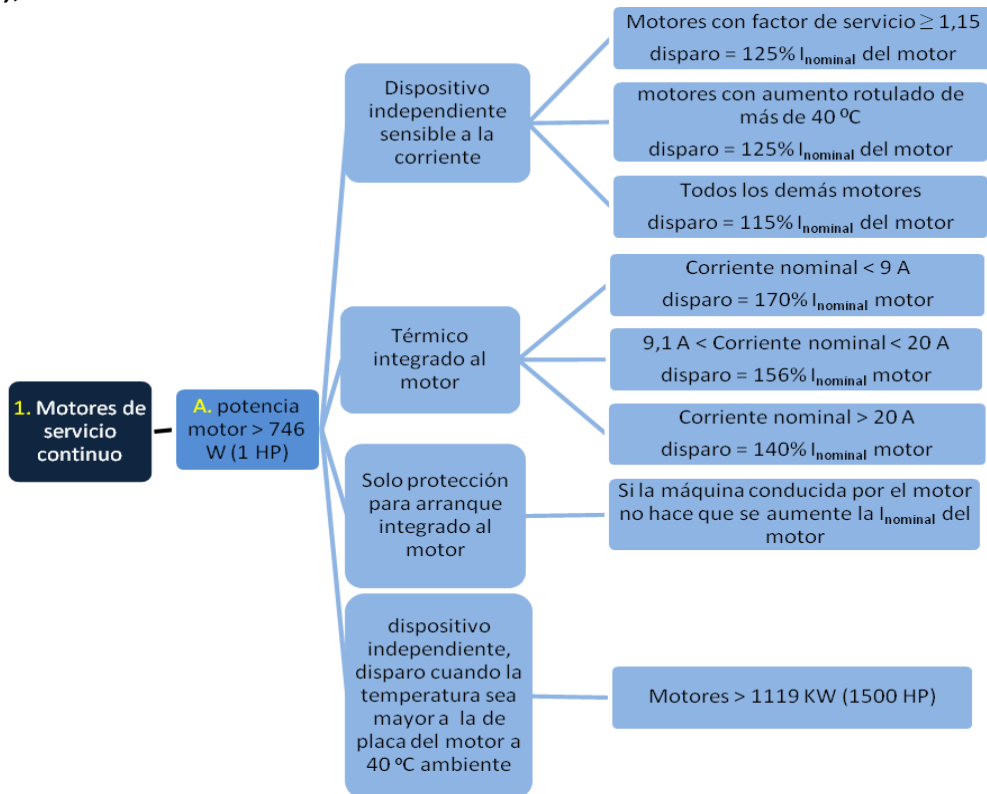 1. Motores de
servicio
continuo
A. potencia
motor > 746
W (1 HP)
Dispositivo
independiente
sensible a la
corriente
Motores con factor de servicio ≥ 1,15
disparo = 125% Inominal del motor
motores con aumento rotulado de
más de 40 ºC
disparo = 125% Inominal del motor
Todos los demás motores
disparo = 115% Inominal del motor
Térmico
integrado al
motor
Corriente nominal < 9 A
disparo = 170% Inominal motor
9,1 A < Corriente nominal < 20 A
disparo = 156% Inominal motor
Corriente nominal > 20 A
disparo = 140% Inominal motor
Solo protección
para arranque
integrado al
motor
Si la máquina conducida por el motor
no hace que se aumente la Inominal del
motor
dispositivo
independiente,
disparo cuando la
temperatura sea
mayor a la de
placa del motor a
40 ºC ambiente
Motores > 1119 KW (1500 HP)